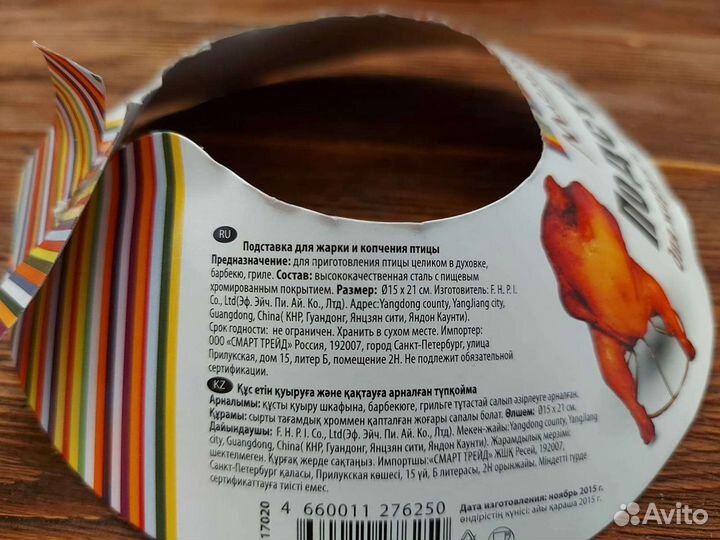 RU
Подставка для жарки и копчения птицы
Предназначение: для приготовления птицы целиком в духовке,
барбекю, гриле. Состав: высококачественная сталь с пищевым
хромированным покрытием. Размер: Ø15 х 21 см. Изготовитель: F. H. P. I.
Co., Ltd(Эф. Эйч. Пи. Ай. Ко., Лтд). Адрес:Yangdong county, YangJiang city,
Guangdong, China( КНР, Гуандонг, Янцзян сити, Яндон Каунти).
Срок годности: не ограничен. Хранить в сухом месте. Импортер:
ООО «СМАРТ ТРЕЙД» Россия, 192007, город Санкт-Петербург, улица
Прилукская, дом 15, литер Б, помещение 2Н. Не подлежит обязательной
сертификации.
KZ
Құс етін қуыруға және қақтауға арналған тұпқойма
Арналымы: құсты қуыру шкафына, барбекюге, грильге тұтастай салып әзірлеуге арналған.
Құрамы: сырты тағамдық хроммен қапталған жоғары сапалы болат. Өлшем: Ø15 х 21 см.
Дайындаушы: F. H. P. I. Co., Ltd(Эф. Эйч. Пи. Ай. Ко., Лтд). Мекен-жайы:Yangdong county, YangJiang
city, Guangdong, China( КНР, Гуандонг, Янцзян сити, Яндон Каунти). Жарамдылық мерзімі:
шектелмеген. Құрғақ жерде сақтаңыз. Импортшы:«СМАРТ ТРЕЙД» ЖШҚ Ресей, 192007,
Санкт-Петербург қаласы, Прилукская көшесі, 15 үй, Б литерасы, 2Н орынжайы. Міндетті түрде
сертификаттауға тиісті емес.
17020
4 660011 276250
Дата изготовления: ноябрь 2015 г.
өндірістің күнісі: айы қараша 2015 г.
Avito